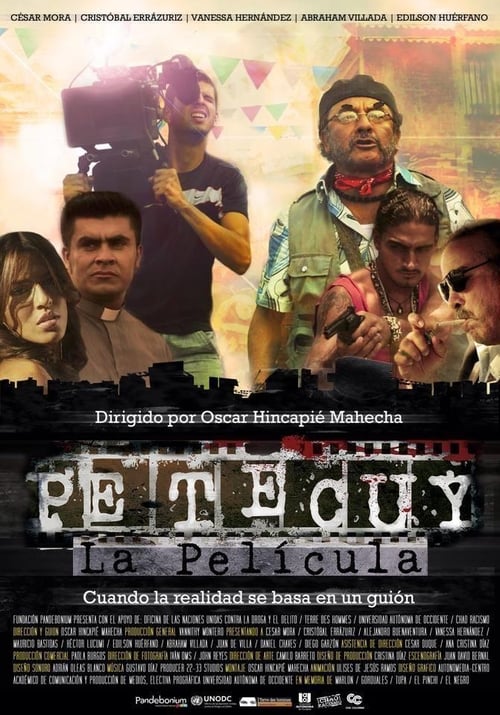 CÉSAR MORA | CRISTÓBAL ERRÁZURIZ | VANESSA HERNÁNDEZ | ABRAHAM VILLADA | EDILSON HUÉRFANO
Dirigido por Oscar Hincapié Mahecha
PETECUY
La Película
Cuando la realidad se basa en un guión
FUNDACIÓN PANDEBONIUM PRESENTA CON EL APOYO DE: OFICINA DE LAS NACIONES UNIDAS CONTRA LA DROGA Y EL DELITO / TERRE DES HOMMES / UNIVERSIDAD AUTÓNOMA DE OCCIDENTE / CHAO RACISMO
DIRECCIÓN Y GUIÓN OSCAR HINCAPIÉ MAHECHA PRODUCCIÓN GENERAL VANNITHY MONTERO PRESENTANDO A CÉSAR MORA / CRISTÓBAL ERRÁZURIZ / ALEJANDRO BUENAVENTURA / VANESSA HERNÁNDEZ /
MAURICIO BASTIDAS / HÉCTOR LUCUMI / EDILSON HUÉRFANO / ABRAHAM VILLADA / JUAN DE VILLA / DANIEL CHAVES / DIEGO GARZÓN ASISTENCIA DE DIRECCIÓN CESAR DUQUE / ANA CRISTINA DÍAZ
PRODUCCIÓN COMERCIAL PAOLA BURGOS DIRECCIÓN DE FOTOGRAFÍA IVÁN PINO / JOHN REYES DIRECCIÓN DE ARTE CAMILO BARRETO DISEÑO DE PRODUCCIÓN CRISTINA DÍAZ ESCENOGRAFÍA JUAN DAVID BERNAL
DISEÑO SONORO ADRIÁN OLEAS BLANCO MÚSICA GUSTAVO DÍAZ PRODUCER 22-33 STUDIOS MONTAJE OSCAR HINCAPIÉ MAHECHA ANIMACIÓN ULISES DE JESÚS RAMOS DISEÑO GRÁFICO AUTONOMEDIA-CENTRO
ACADÉMICO DE COMUNICACIÓN Y PRODUCCIÓN DE MEDIOS, ELECTIVA PROGRÁFICA UNIVERSIDAD AUTÓNOMA DE OCCIDENTE EN MEMORIA DE MARLON / GORDUALES / TUPA / EL PINCHI / EL NEGRO
Pandebonium
UNODC